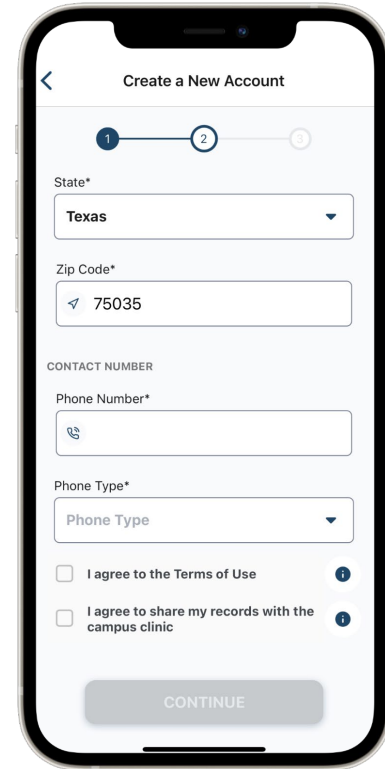 Create a New Account
1 2 3
State*
Texas
Zip Code*
75035
CONTACT NUMBER
Phone Number*
Phone Type*
Phone Type
I agree to the Terms of Use
I agree to share my records with the
campus clinic
CONTINUE